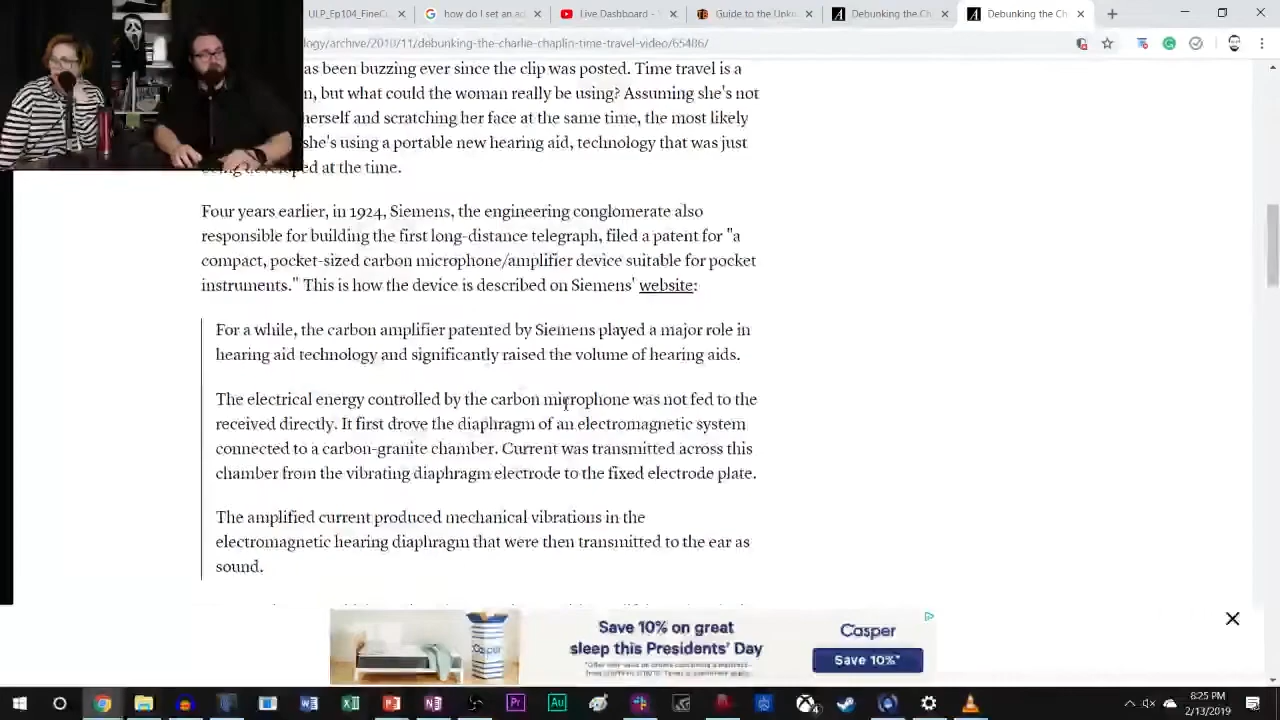 P_Ep104_FineC
how do i set an ac
Live Dashboard -
Guide to the Unk
Debunking the Ch
Debunking the Ch
logy/archive/2010/11/debunking-the-charlie-chaplin-time-travel-video/65486/
as been buzzing ever since the clip was posted. Time travel is a
n, but what could the woman really be using? Assuming she's not
herself and scratching her face at the same time, the most likely
she's using a portable new hearing aid, technology that was just
being developed at the time.
Four years earlier, in 1924, Siemens, the engineering conglomerate also
responsible for building the first long-distance telegraph, filed a patent for "a
compact, pocket-sized carbon microphone/amplifier device suitable for pocket
instruments." This is how the device is described on Siemens' website:
For a while, the carbon amplifier patented by Siemens played a major role in
hearing aid technology and significantly raised the volume of hearing aids.
The electrical energy controlled by the carbon microphone was not fed to the
received directly. It first drove the diaphragm of an electromagnetic system
connected to a carbon-granite chamber. Current was transmitted across this
chamber from the vibrating diaphragm electrode to the fixed electrode plate.
The amplified current produced mechanical vibrations in the
electromagnetic hearing diaphragm that were then transmitted to the ear as
sound.
Casper
Save 10% on great
sleep this Presidents' Day
Casper
Save 10%*
8:25 PM
2/13/2019